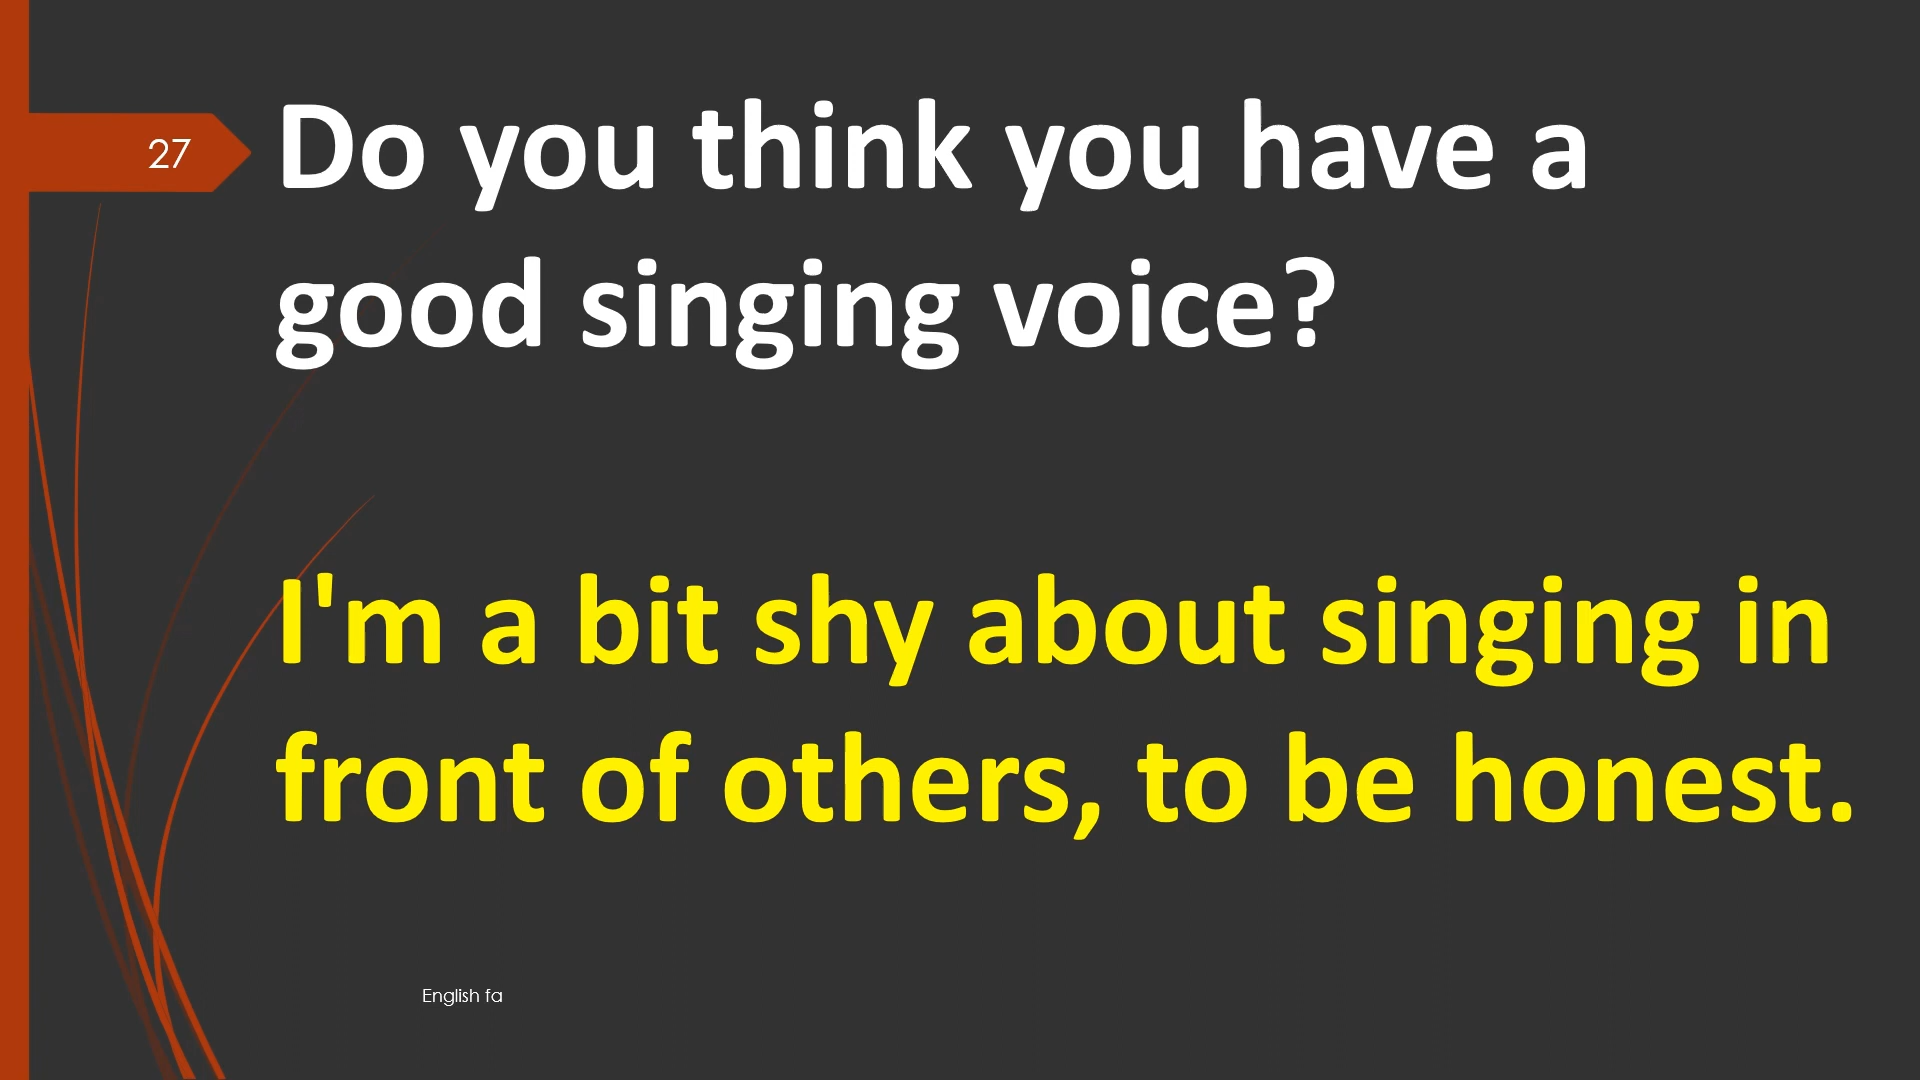 27
Do you think you have a
good singing voice?
I'm a bit shy about singing in
front of others, to be honest.
English fa